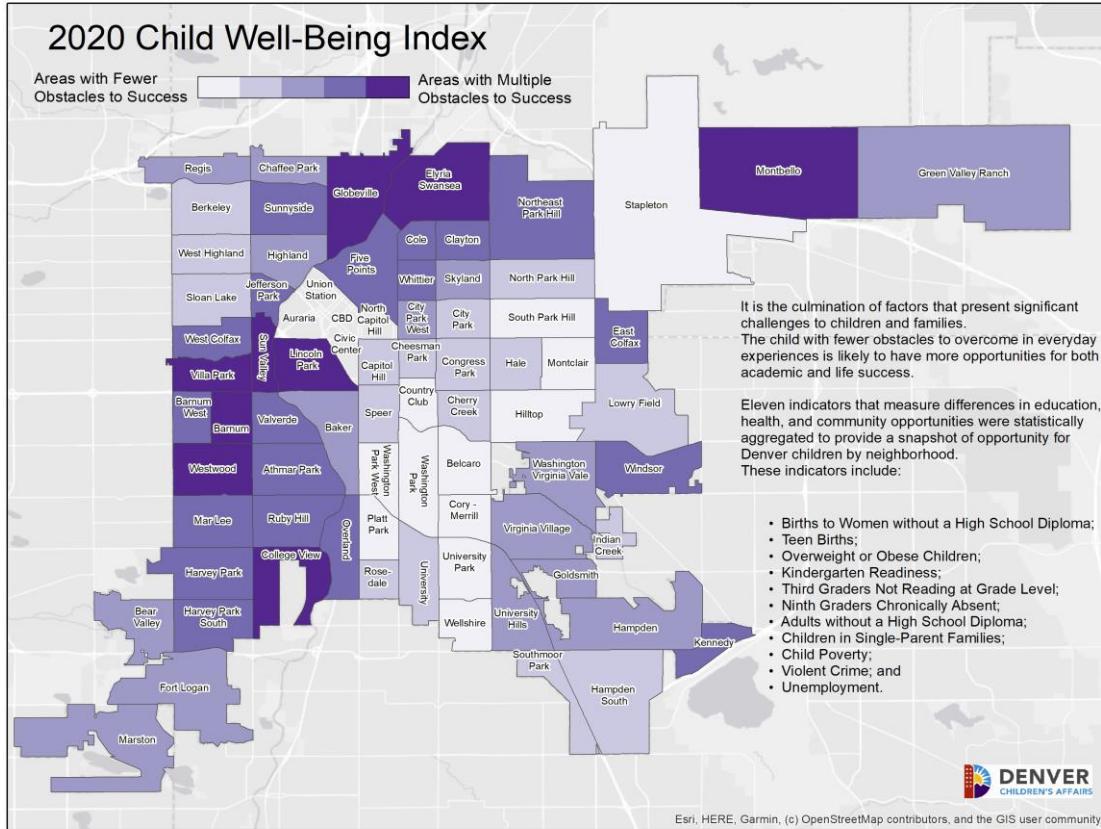 2020 Child Well-Being Index
Areas with Fewer
Obstacles to Success
Areas with Multiple
Obstacles to Success
Regis
Chaffee Park
Globeville
Elyria
Swansea
Northeast
Park Hill
Stapleton
Montbello
Green Valley Ranch
Berkeley
Sunnyside
West Highland
Highland
Five
Points
Cole
Clayton
Whittier
Skyland
North Park Hill
Sloan Lake
Jefferson
Park
Union
Station
Auraria
CBD
Civic
Center
North
Capitol
Hill
City
Park
West
City
Park
South Park Hill
East
Colfax
West Colfax
Sun Valley
Lincoln
Park
Capitol
Hill
Cheesman
Park
Congress
Park
Hale
Montclair
Villa Park
Barnum
West
Barnum
Valverde
Baker
Speer
Country
Club
Cherry
Creek
Hilltop
Lowry Field
Westwood
Athmar Park
Washington
Park West
Washington
Park
Belcaro
Washington
Virginia Vale
Windsor
Mar Lee
Ruby Hill
Overland
Platt
Park
Cory -
Merrill
Virginia Village
Indian
Creek
Harvey Park
College View
Rose-
dale
University
University
Park
Goldsmith
Bear
Valley
Harvey Park
South
Wellshire
University
Hills
Hampden
Kennedy
Southmoor
Park
Hampden
South
Fort Logan
Marston
It is the culmination of factors that present significant
challenges to children and families.
The child with fewer obstacles to overcome in everyday
experiences is likely to have more opportunities for both
academic and life success.
Eleven indicators that measure differences in education,
health, and community opportunities were statistically
aggregated to provide a snapshot of opportunity for
Denver children by neighborhood.
These indicators include:
• Births to Women without a High School Diploma;
• Teen Births;
• Overweight or Obese Children;
• Kindergarten Readiness;
• Third Graders Not Reading at Grade Level;
• Ninth Graders Chronically Absent;
• Adults without a High School Diploma;
• Children in Single-Parent Families;
• Child Poverty;
• Violent Crime; and
• Unemployment.
DENVER
CHILDREN'S AFFAIRS
Esri, HERE, Garmin, (c) OpenStreetMap contributors, and the GIS user community